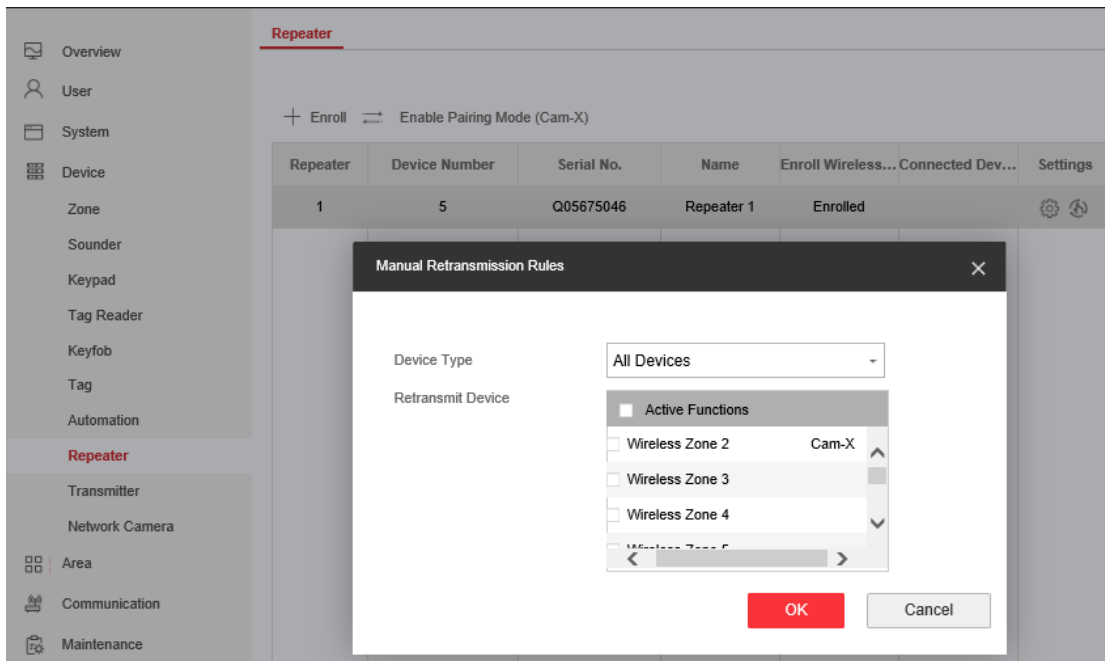 Overview
User
System
Device
Zone
Sounder
Keypad
Tag Reader
Keyfob
Tag
Automation
Repeater
Transmitter
Network Camera
Area
Communication
Maintenance
Repeater
Enroll Enable Pairing Mode (Cam-X)
Repeater Device Number Serial No. Name Enroll Wireless... Connected Dev... Settings
1 5 Q05675046 Repeater 1 Enrolled
Manual Retransmission Rules
Device Type All Devices
Retransmit Device
Active Functions
Wireless Zone 2 Cam-X
Wireless Zone 3
Wireless Zone 4
Wireless Zone 5
OK Cancel